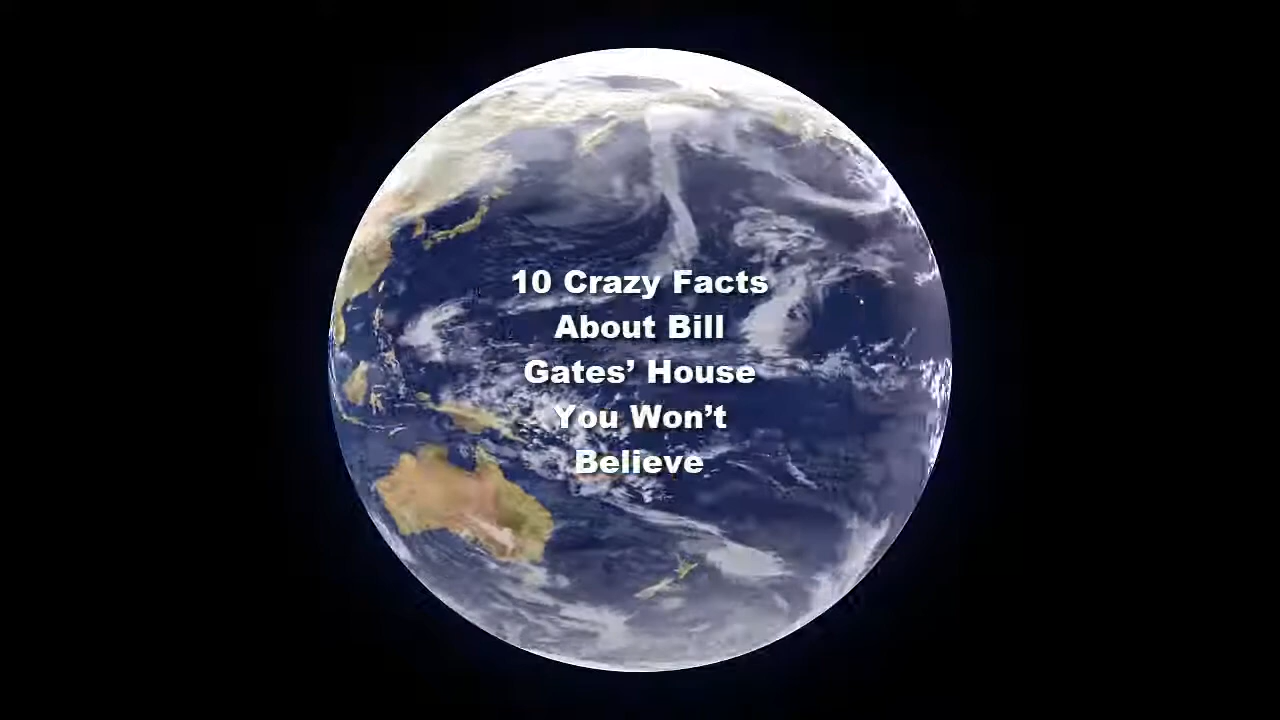 10 Crazy Facts
About Bill
Gates’ House
You Won’t
Believe